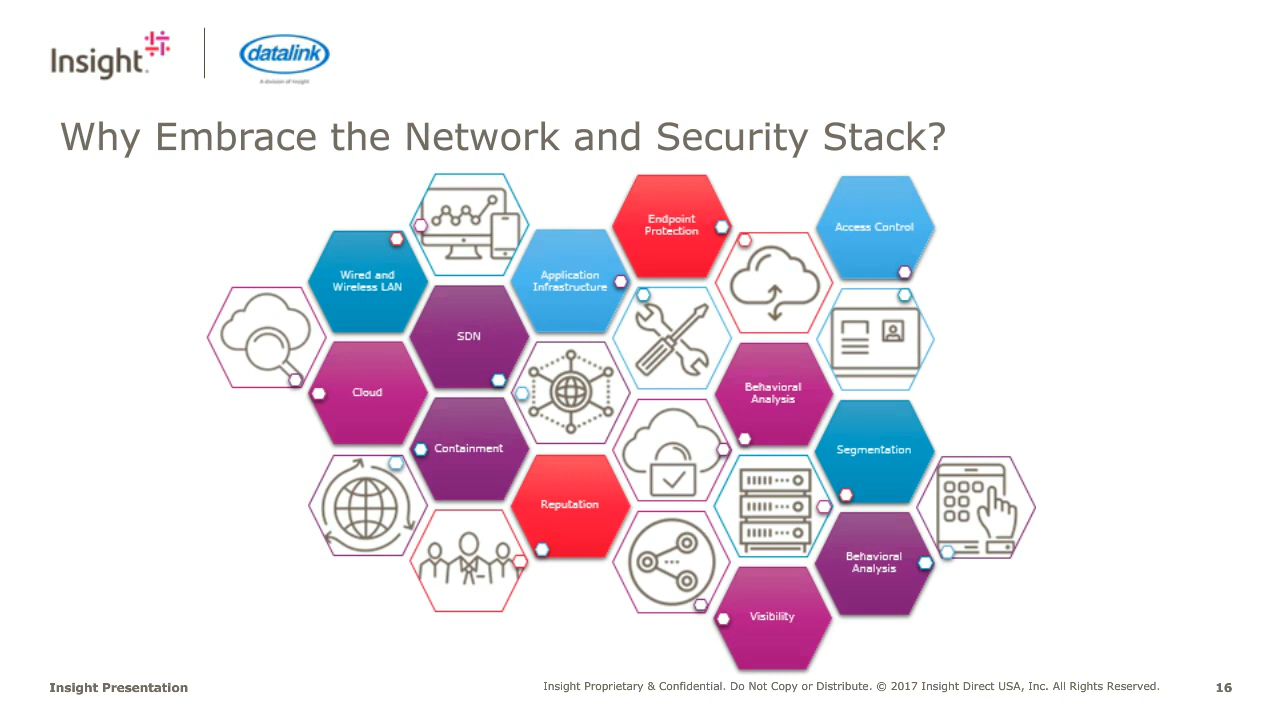 Insight.
datalink
A division of Insight
Why Embrace the Network and Security Stack?
Endpoint
Protection
Access Control
Wired and
Wireless LAN
Application
Infrastructure
SDN
Cloud
Behavioral
Analysis
Containment
Segmentation
Reputation
Behavioral
Analysis
Visibility
Insight Presentation
Insight Proprietary & Confidential. Do Not Copy or Distribute. © 2017 Insight Direct USA, Inc. All Rights Reserved.
16